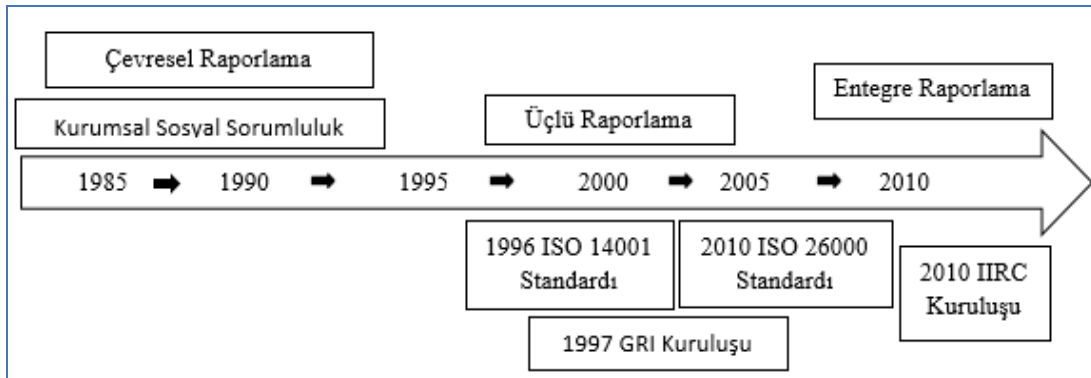 Çevresel Raporlama
Kurumsal Sosyal Sorumluluk
Üçlü Raporlama
Entegre Raporlama
1985 ➡ 1990 ➡ 1995 ➡ 2000 ➡ 2005 ➡ 2010
1996 ISO 14001
Standardı
2010 ISO 26000
Standardı
2010 IIRC
Kuruluşu
1997 GRI Kuruluşu